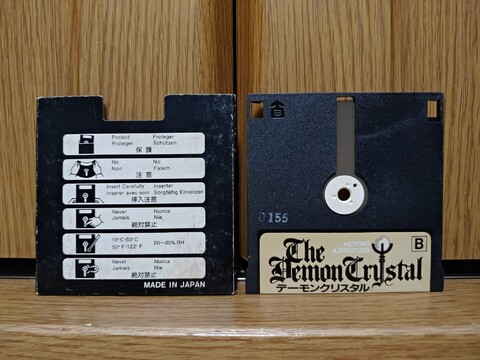 Protect Proteger
Protéger Schützen
保護
No No
Non Falsch
注意
Insert Carefully Insertar
Insérer avec soin Sorgfältig Einsetzen
挿入注意
Never Nunca
Jamais Nie
絶対禁止
10°C-50°C
50°F-122°F
20~80% RH
Never Nunca
Jamais Nie
絶対禁止
MADE IN JAPAN
0155
MOVING
ADVENTURE
B
The
Demon Crystal
デーモンクリスタル